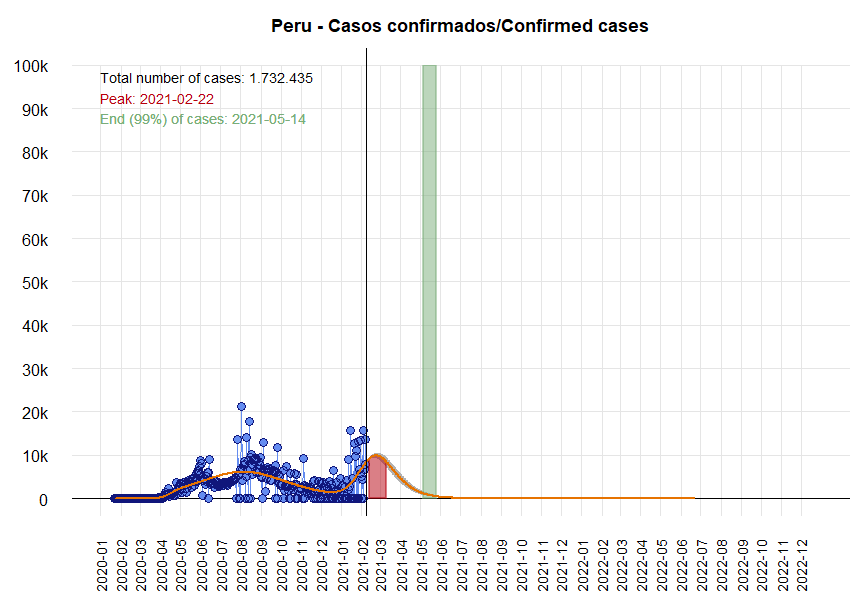 Peru - Casos confirmados/Confirmed cases
100k
90k
80k
70k
60k
50k
40k
30k
20k
10k
0
Total number of cases: 1.732.435
Peak: 2021-02-22
End (99%) of cases: 2021-05-14
2020-01
2020-02
2020-03
2020-04
2020-05
2020-06
2020-07
2020-08
2020-09
2020-10
2020-11
2020-12
2021-01
2021-02
2021-03
2021-04
2021-05
2021-06
2021-07
2021-08
2021-09
2021-10
2021-11
2021-12
2022-01
2022-02
2022-03
2022-04
2022-05
2022-06
2022-07
2022-08
2022-09
2022-10
2022-11
2022-12